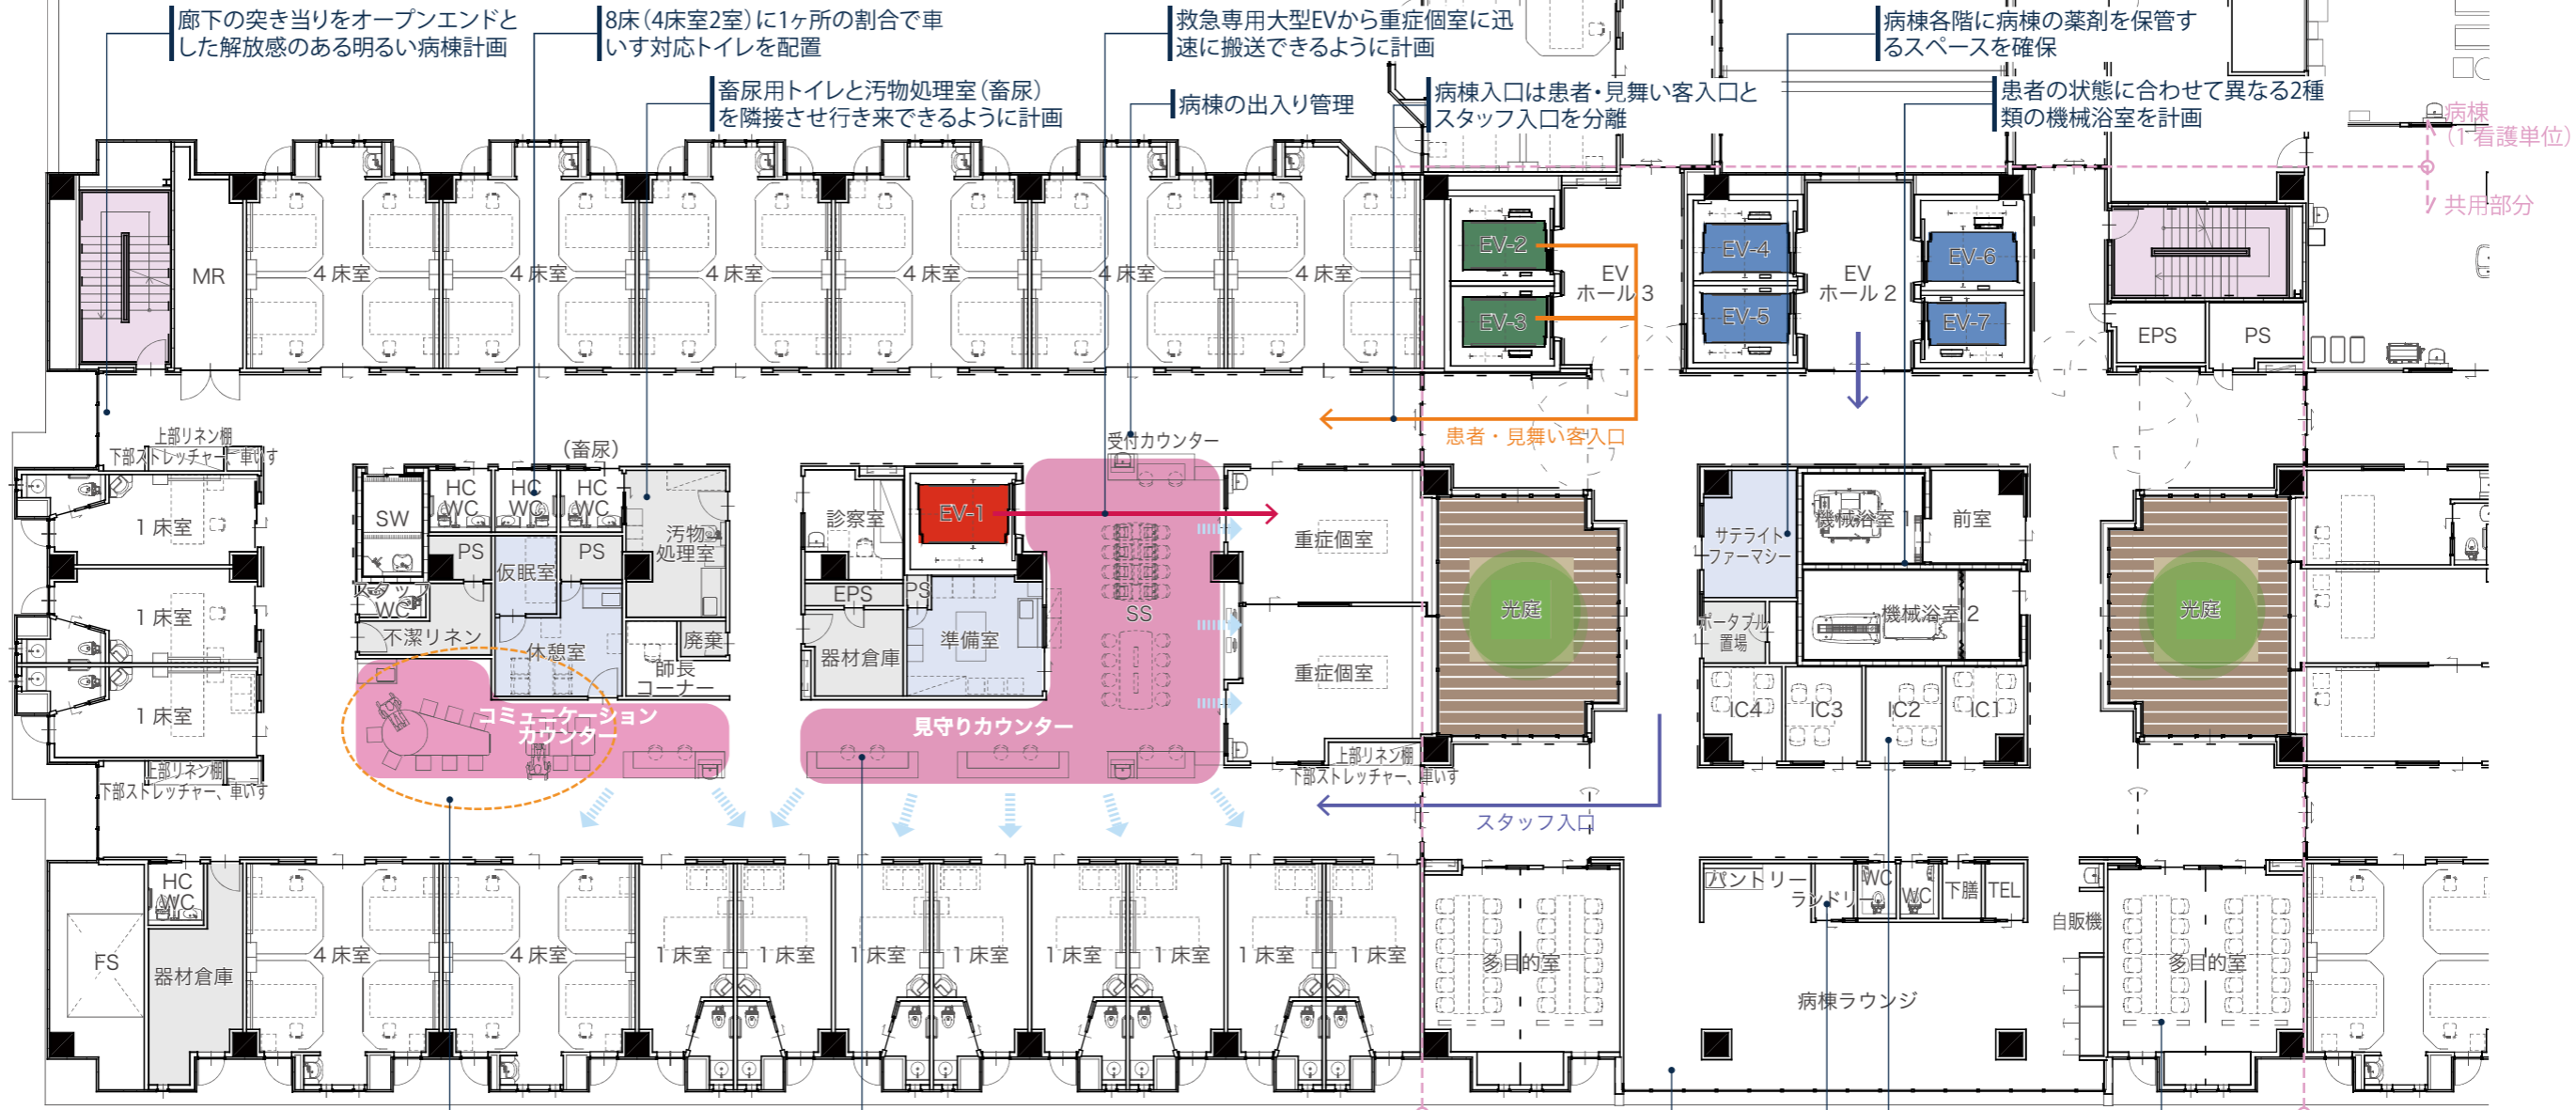 廊下の突き当りをオープンエンドと
した解放感のある明るい病棟計画
8床（4床室2室）に1ヶ所の割合で車
いす対応トイレを配置
救急専用大型EVから重症個室に迅
速に搬送できるように計画
病棟各階に病棟の薬剤を保管す
るスペースを確保
畜尿用トイレと汚物処理室（畜尿）
を隣接させ行き来できるように計画
病棟の出入り管理
病棟入口は患者・見舞い客入口と
スタッフ入口を分離
患者の状態に合わせて異なる2種
類の機械浴室を計画
病棟
（1看護単位）
共用部分
MR
4床室
4床室
4床室
4床室
4床室
4床室
EV-2
EV-3
EV
ホール3
EV-4
EV-5
EV
ホール2
EV-6
EV-7
EPS
PS
患者・見舞い客入口
上部リネン棚
下部ストレッチャー、車いす
（畜尿）
受付カウンター
1床室
1床室
1床室
SW
HC
WC
HC
WC
HC
WC
汚物
処理室
PS
仮眠室
PS
スタッフ
WC
不潔リネン
休憩室
廃棄
師長
コーナー
診察室
EV-1
EPS
PS
器材倉庫
準備室
SS
重症個室
重症個室
光庭
サテライト
ファーマシー
機械浴室
前室
機械浴室2
ポータブル
置場
IC4
IC3
IC2
IC1
光庭
コミュニケーション
カウンター
見守りカウンター
上部リネン棚
下部ストレッチャー、車いす
上部リネン棚
下部ストレッチャー、車いす
スタッフ入口
FS
HC
WC
器材倉庫
4床室
4床室
1床室
1床室
1床室
1床室
1床室
1床室
1床室
1床室
多目的室
パントリー
ランドリー
WC
WC
下膳
TEL
自販機
病棟ラウンジ
多目的室